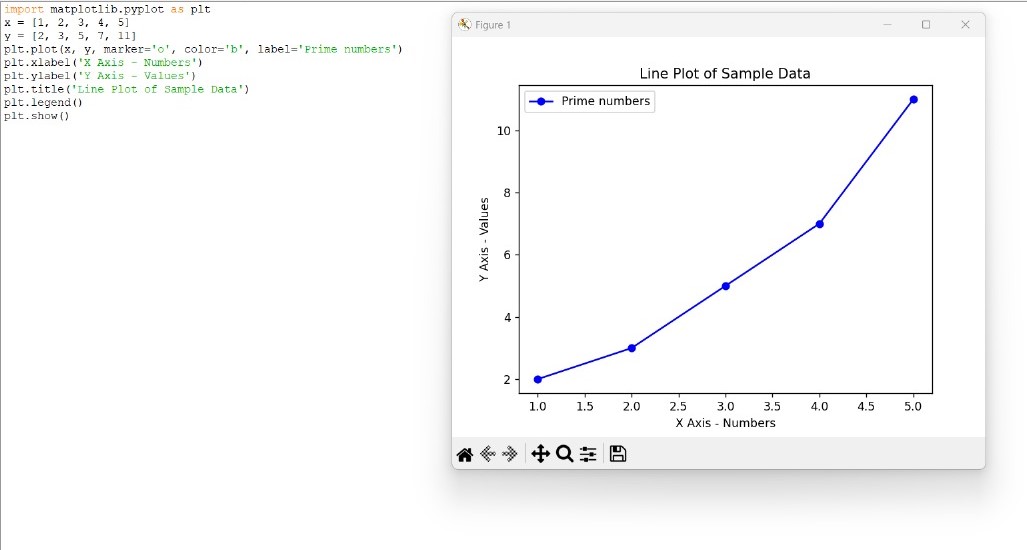 import matplotlib.pyplot as plt
x = [1, 2, 3, 4, 5]
y = [2, 3, 5, 7, 11]
plt.plot(x, y, marker='o', color='b', label='Prime numbers')
plt.xlabel('X Axis - Numbers')
plt.ylabel('Y Axis - Values')
plt.title('Line Plot of Sample Data')
plt.legend()
plt.show()
Figure 1
Line Plot of Sample Data
Prime numbers
Y Axis - Values
10
8
6
4
2
1.0 1.5 2.0 2.5 3.0 3.5 4.0 4.5 5.0
X Axis - Numbers